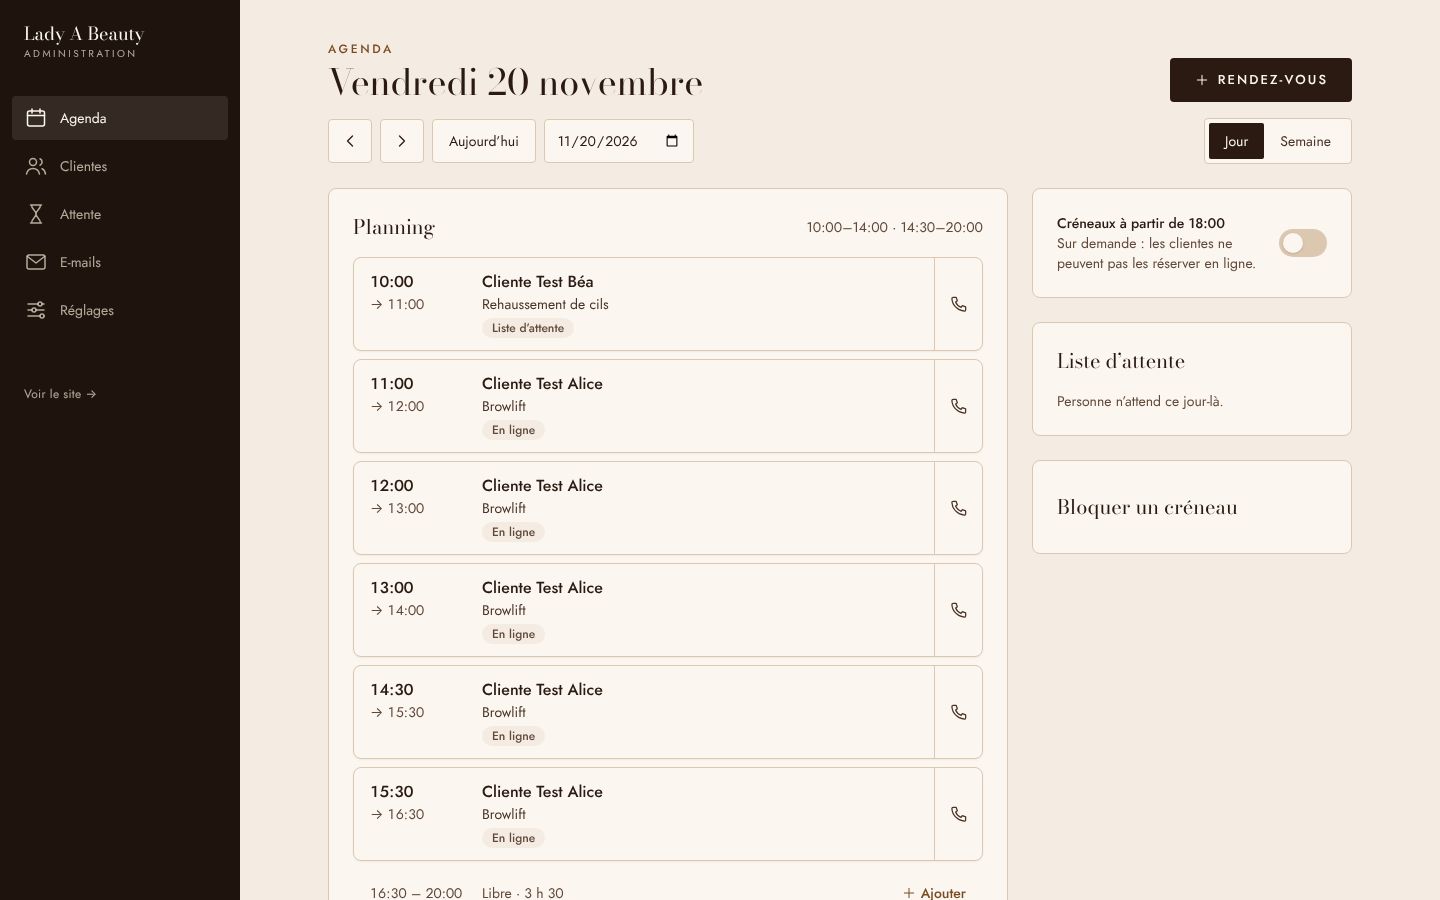 Lady A Beauty
ADMINISTRATION
Agenda
Clientes
Attente
E-mails
Réglages
Voir le site →
AGENDA
Vendredi 20 novembre
+ RENDEZ-VOUS
Aujourd’hui
11/20/2026
Jour
Semaine
Planning
10:00–14:00 · 14:30–20:00
10:00
→ 11:00
Cliente Test Béa
Rehaussement de cils
Liste d’attente
11:00
→ 12:00
Cliente Test Alice
Browlift
En ligne
12:00
→ 13:00
Cliente Test Alice
Browlift
En ligne
13:00
→ 14:00
Cliente Test Alice
Browlift
En ligne
14:30
→ 15:30
Cliente Test Alice
Browlift
En ligne
15:30
→ 16:30
Cliente Test Alice
Browlift
En ligne
16:30 – 20:00
Libre · 3 h 30
+ Ajouter
Créneaux à partir de 18:00
Sur demande : les clientes ne
peuvent pas les réserver en ligne.
Liste d’attente
Personne n’attend ce jour-là.
Bloquer un créneau